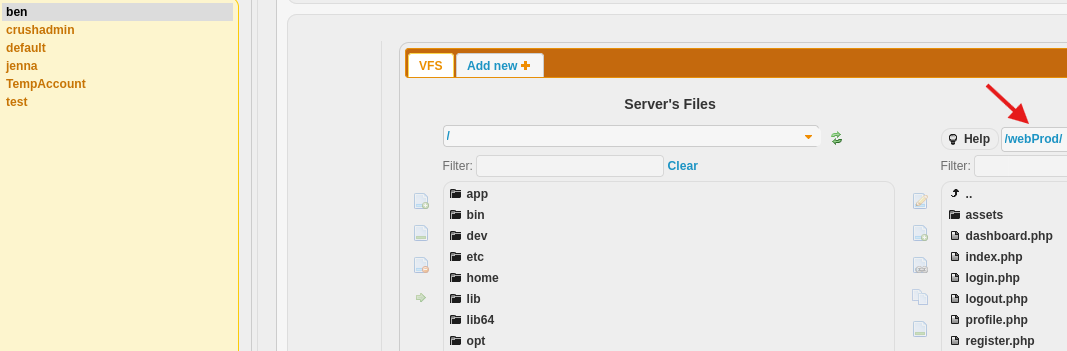 ben
crushadmin
default
jenna
TempAccount
test
VFS
Add new
Server's Files
/
Filter:
Clear
app
bin
dev
etc
home
lib
lib64
opt
Help
/webProd/
Filter:
..
assets
dashboard.php
index.php
login.php
logout.php
profile.php
register.php